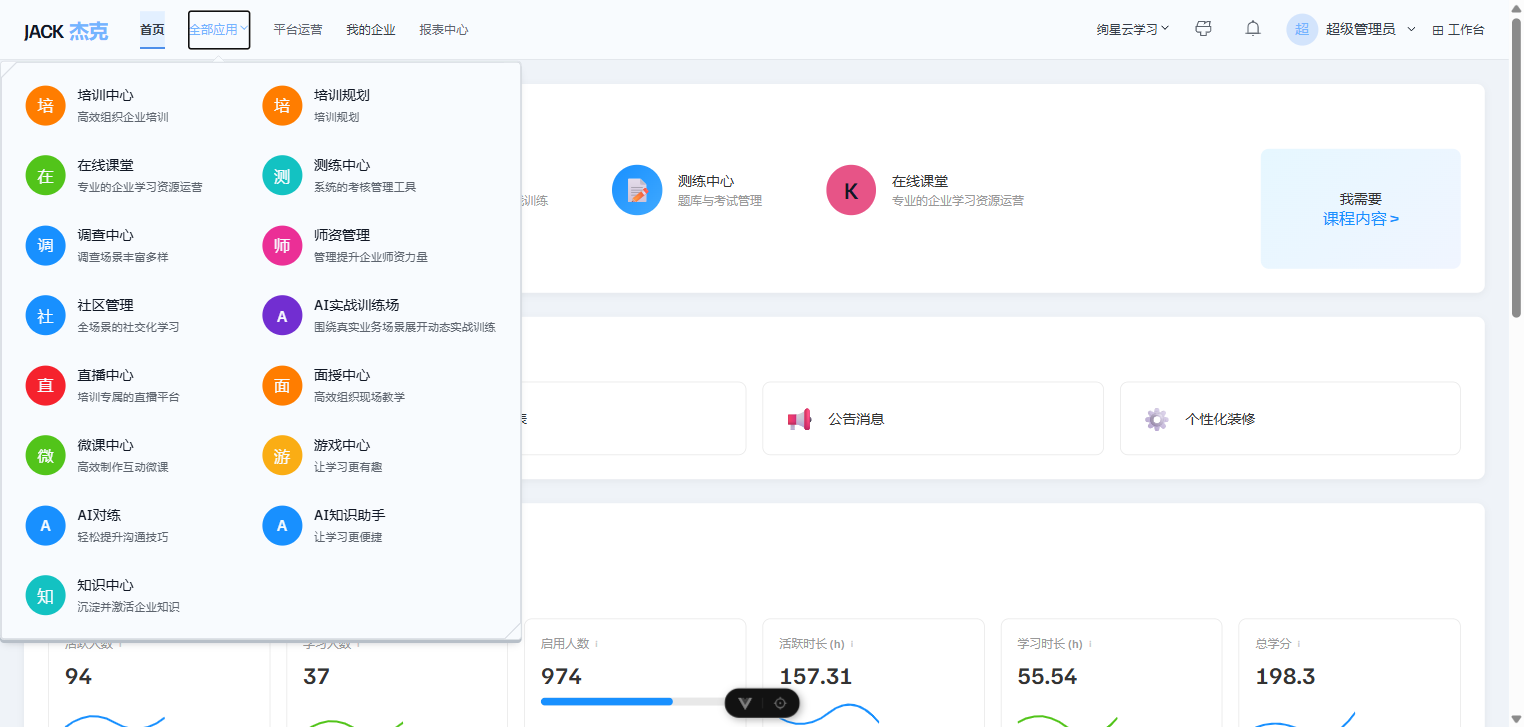 JACK 杰克
首页
全部应用
平台运营
我的企业
报表中心
绚星云学习
超
超级管理员
工作台
培
培训中心
高效组织企业培训
培
培训规划
培训规划
在
在线课堂
专业的企业学习资源运营
测
测练中心
系统的考核管理工具
调
调查中心
调查场景丰富多样
师
师资管理
管理提升企业师资力量
社
社区管理
全场景的社交化学习
A
AI实战训练场
围绕真实业务场景展开动态实战训练
直
直播中心
培训专属的直播平台
面
面授中心
高效组织现场教学
微
微课中心
高效制作互动微课
游
游戏中心
让学习更有趣
A
AI对练
轻松提升沟通技巧
A
AI知识助手
让学习更便捷
知
知识中心
沉淀并激活企业知识
训练
测练中心
题库与考试管理
K
在线课堂
专业的企业学习资源运营
我需要
课程内容 >
表
公告消息
个性化装修
活跃人数
94
学习人数
37
启用人数
974
活跃时长 (h)
157.31
学习时长 (h)
55.54
总学分
198.3